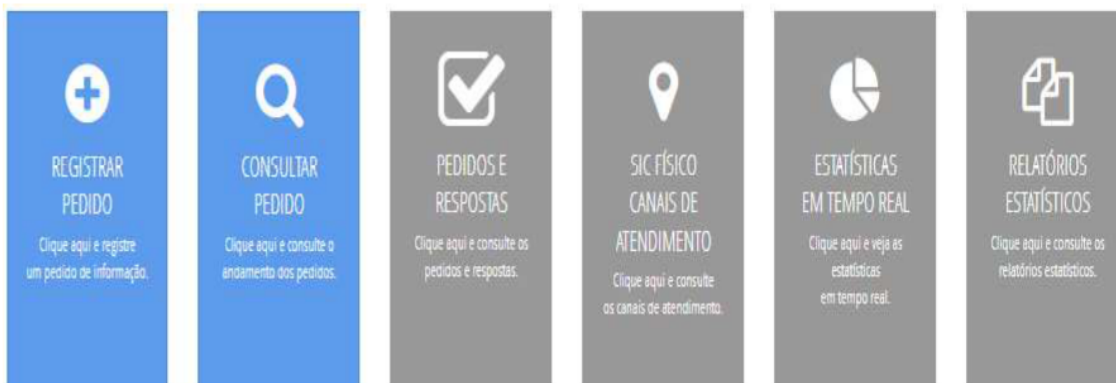 REGISTRAR
PEDIDO
Clique aqui e registre
um pedido de informação.
CONSULTAR
PEDIDO
Clique aqui e consulte o
andamento dos pedidos.
PEDIDOS E
RESPOSTAS
Clique aqui e consulte os
pedidos e respostas.
SIC FÍSICO
CANAIS DE
ATENDIMENTO
Clique aqui e consulte
os canais de atendimento.
ESTATÍSTICAS
EM TEMPO REAL
Clique aqui e veja as
estatísticas
em tempo real.
RELATÓRIOS
ESTATÍSTICOS
Clique aqui e consulte os
relatórios estatísticos.